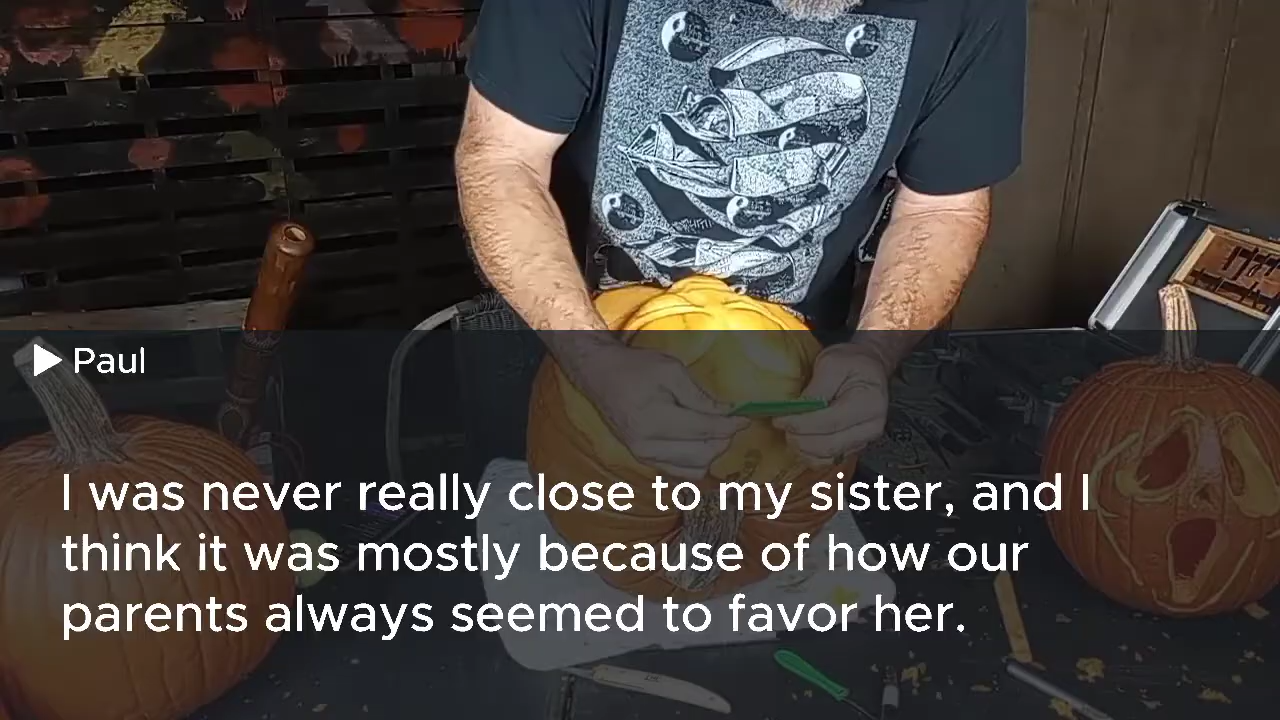 Paul
I was never really close to my sister, and I
think it was mostly because of how our
parents always seemed to favor her.